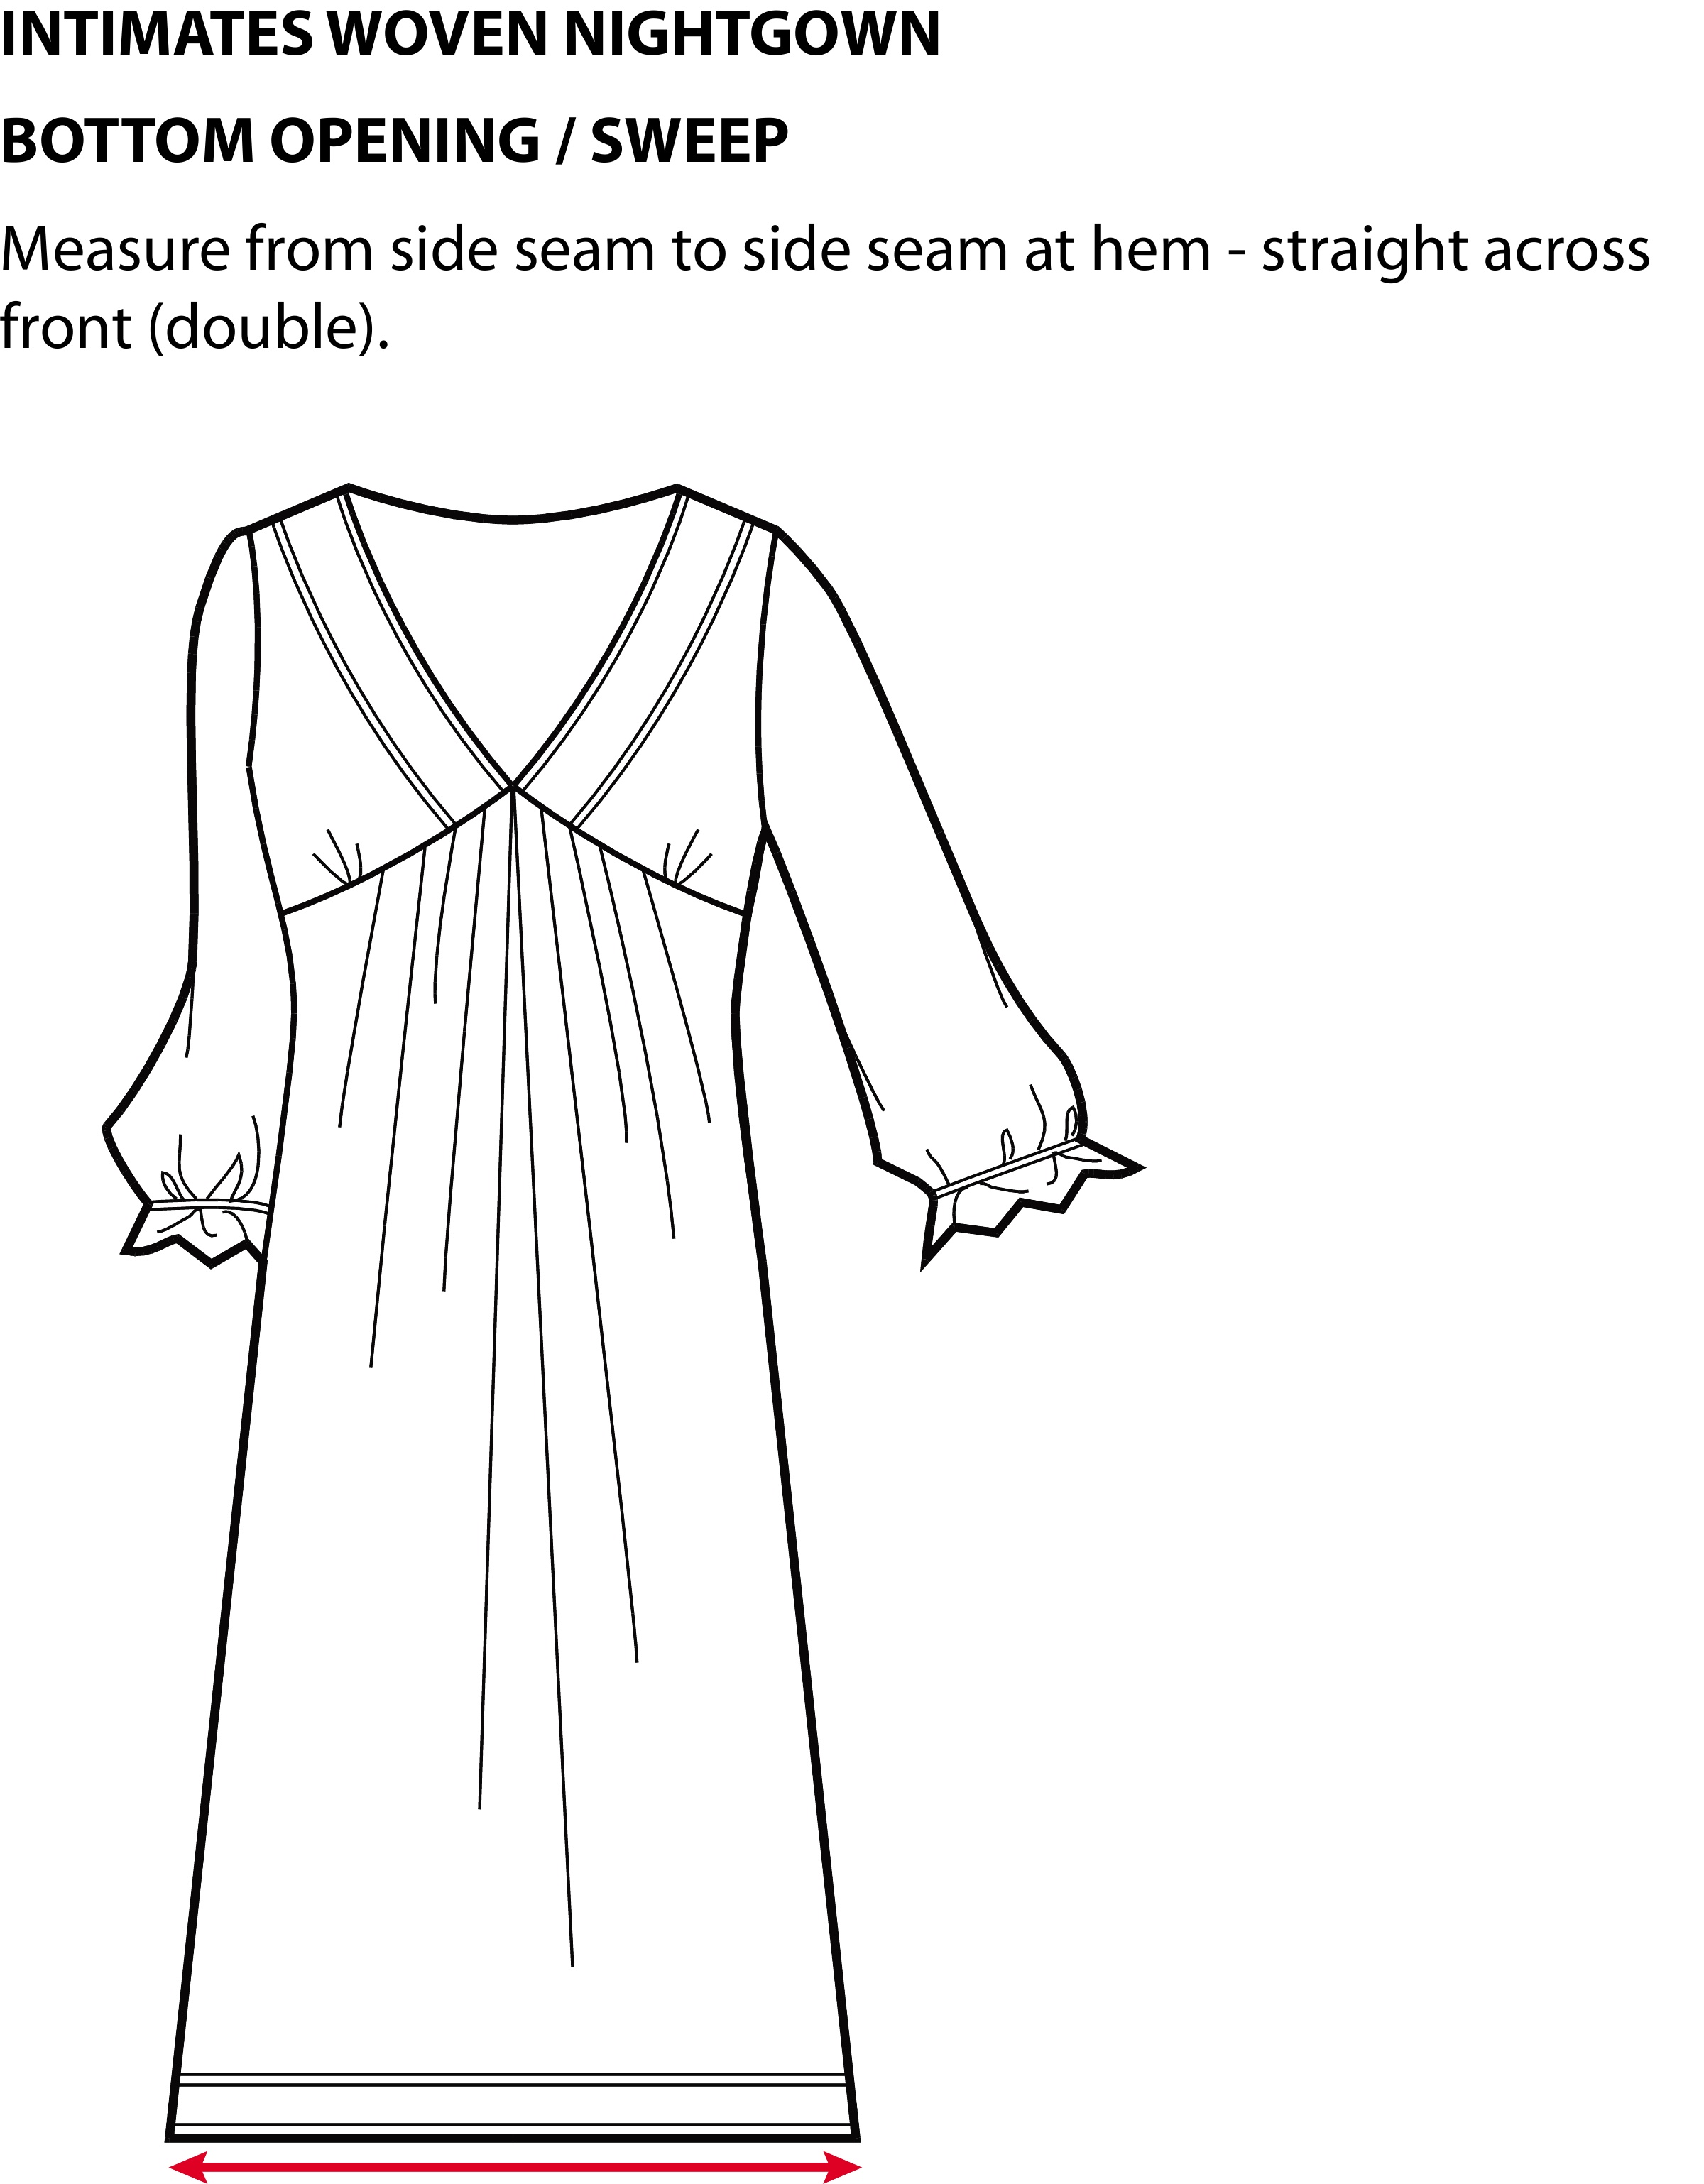 INTIMATES WOVEN NIGHTGOWN
BOTTOM OPENING / SWEEP
Measure from side seam to side seam at hem - straight across
front (double).